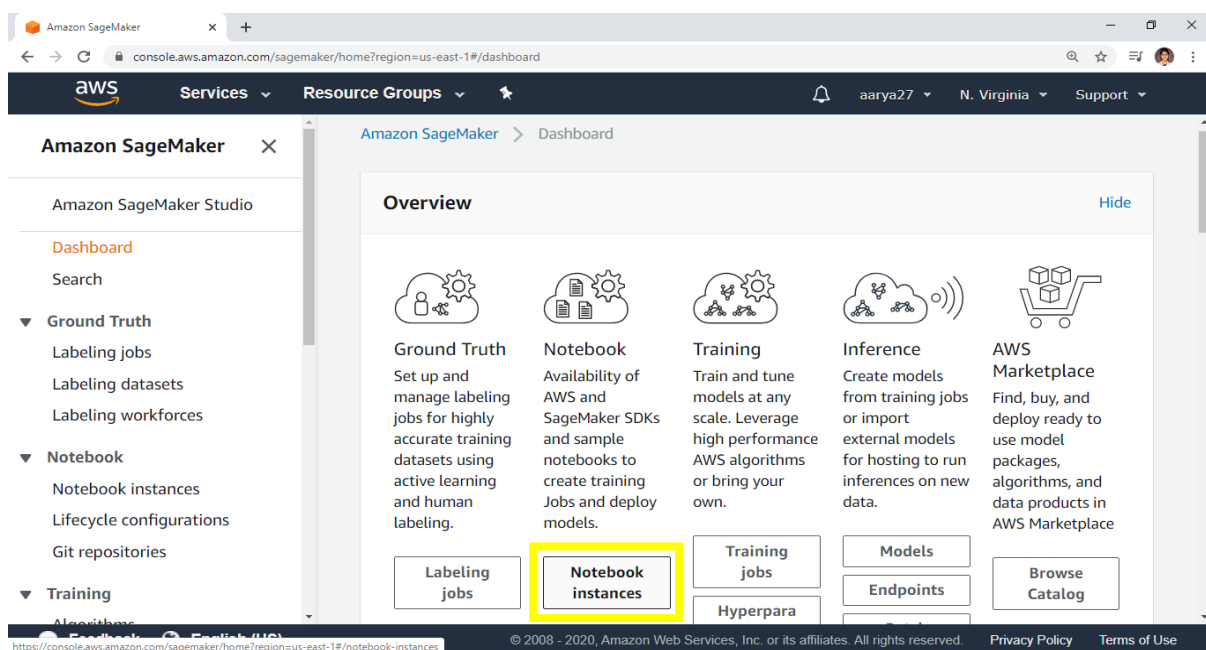 Amazon SageMaker
console.aws.amazon.com/sagemaker/home?region=us-east-1#/dashboard
aws Services Resource Groups aarya27 N. Virginia Support
Amazon SageMaker
Amazon SageMaker Studio
Dashboard
Search
Ground Truth
Labeling jobs
Labeling datasets
Labeling workforces
Notebook
Notebook instances
Lifecycle configurations
Git repositories
Training
Algorithms
Amazon SageMaker > Dashboard
Overview Hide
Ground Truth
Set up and
manage labeling
jobs for highly
accurate training
datasets using
active learning
and human
labeling.
Labeling
jobs
Notebook
Availability of
AWS and
SageMaker SDKs
and sample
notebooks to
create training
Jobs and deploy
models.
Notebook
instances
Training
Train and tune
models at any
scale. Leverage
high performance
AWS algorithms
or bring your
own.
Training
jobs
Hyperpara
Inference
Create models
from training jobs
or import
external models
for hosting to run
inferences on new
data.
Models
Endpoints
AWS
Marketplace
Find, buy, and
deploy ready to
use model
packages,
algorithms, and
data products in
AWS Marketplace
Browse
Catalog
Feedback English (US)
© 2008 - 2020, Amazon Web Services, Inc. or its affiliates. All rights reserved. Privacy Policy Terms of Use
https://console.aws.amazon.com/sagemaker/home?region=us-east-1#/notebook-instances